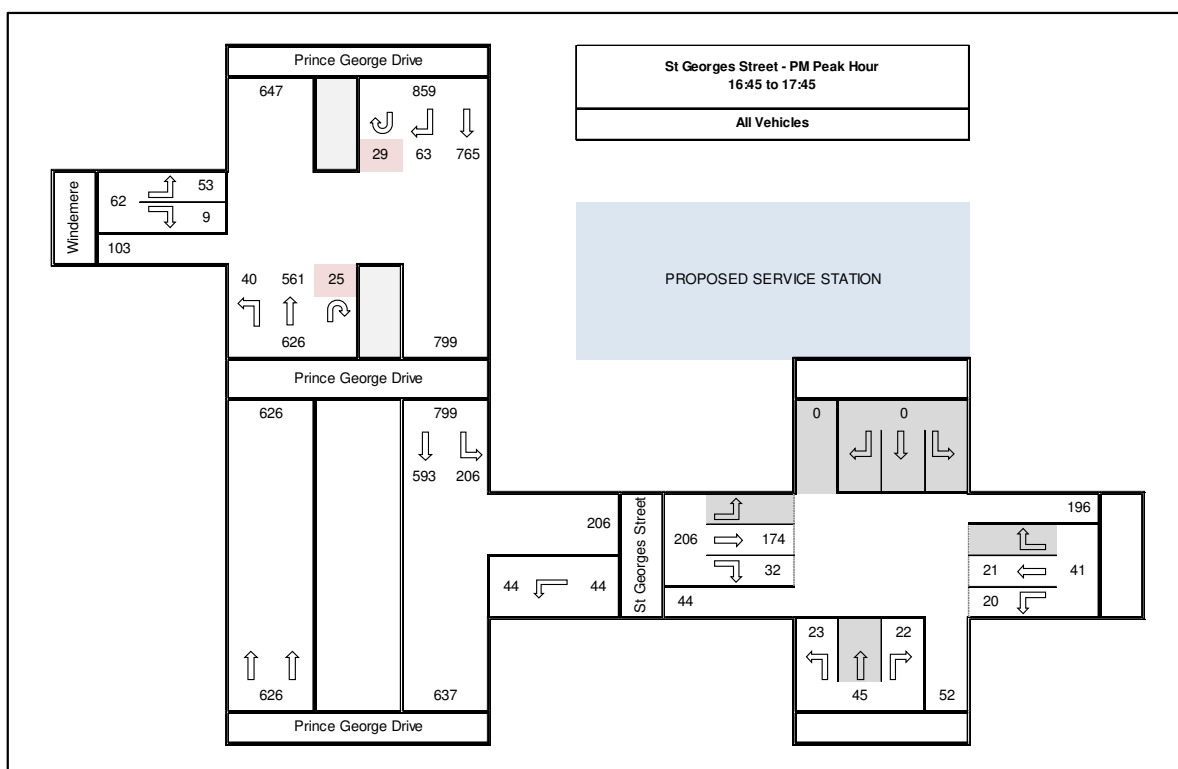 Prince George Drive
St Georges Street - PM Peak Hour
16:45 to 17:45
All Vehicles
647
859
29 63 765
Windemere
62
53
9
103
40 561 25
626
799
PROPOSED SERVICE STATION
Prince George Drive
626
799
593 206
206
44 44
626
637
Prince George Drive
St Georges Street
0
0
206
174
32
44
196
21
41
20
23 22
45
52